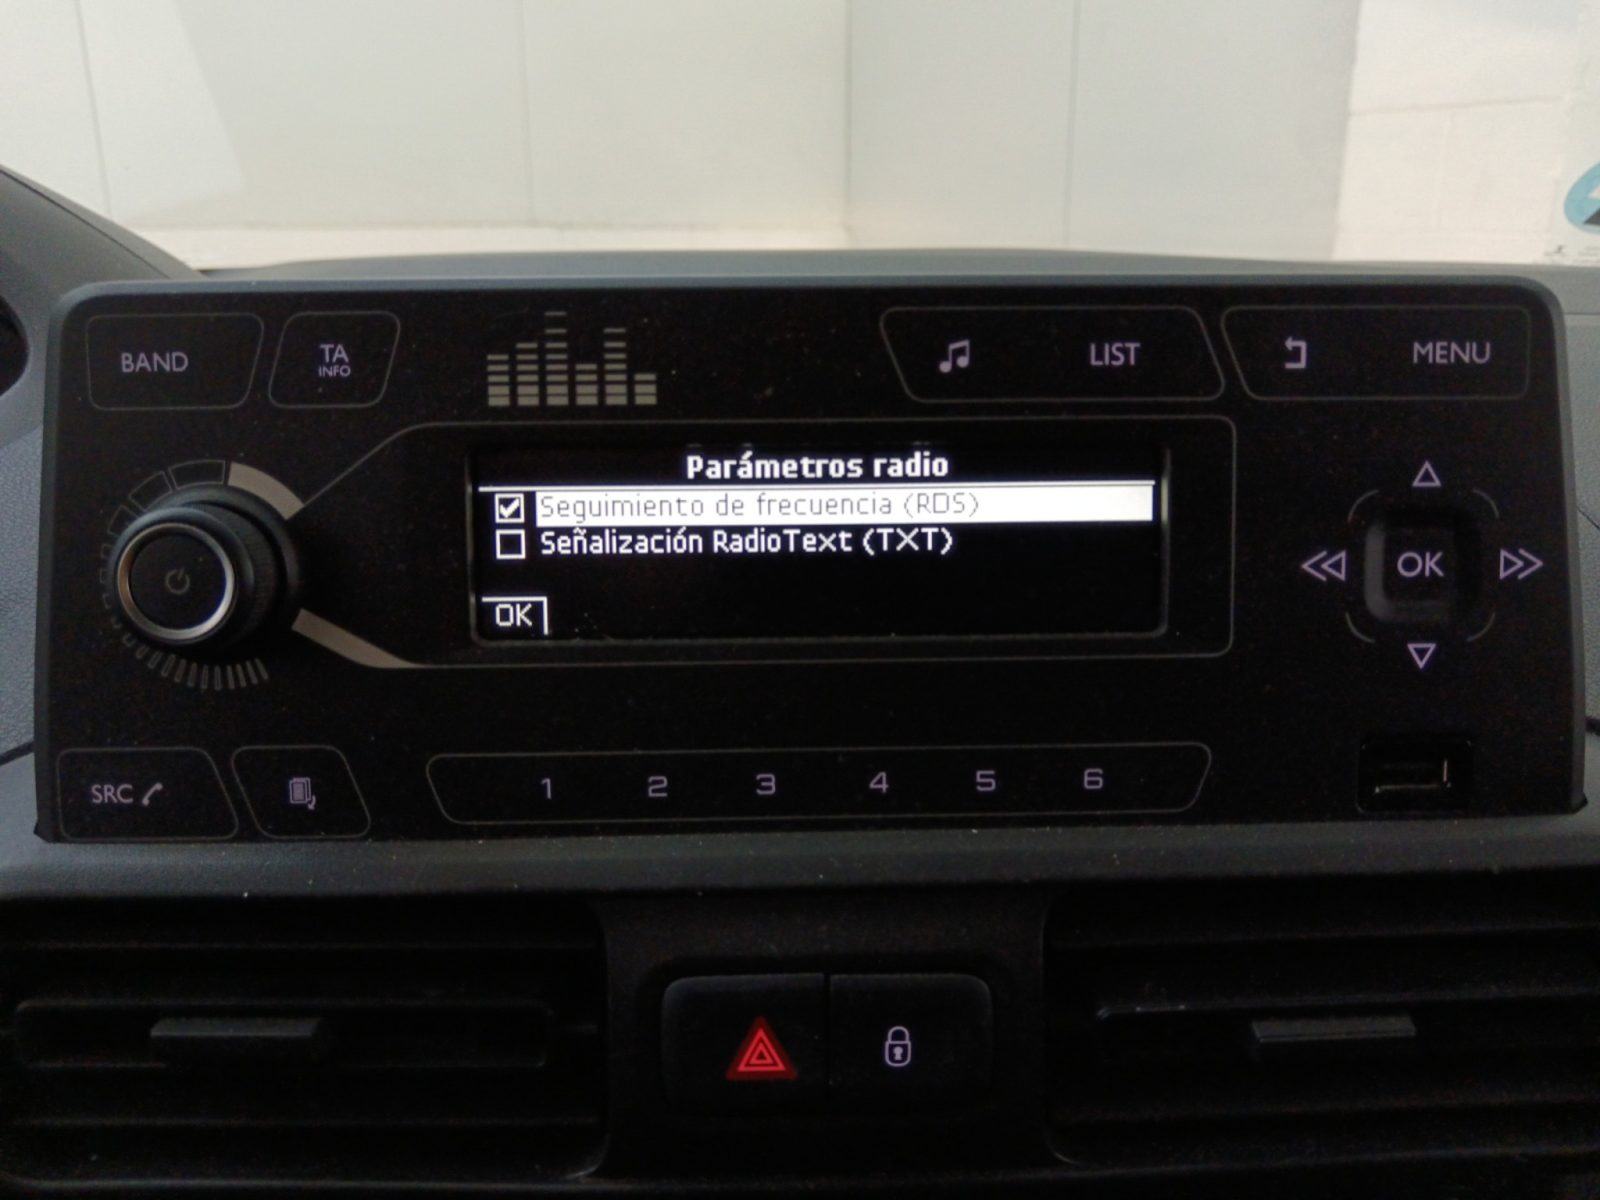 BAND
TA
INFO
LIST
MENU
Parámetros radio
Seguimiento de frecuencia (RDS)
Señalización RadioText (TXT)
OK
OK
SRC
1 2 3 4 5 6